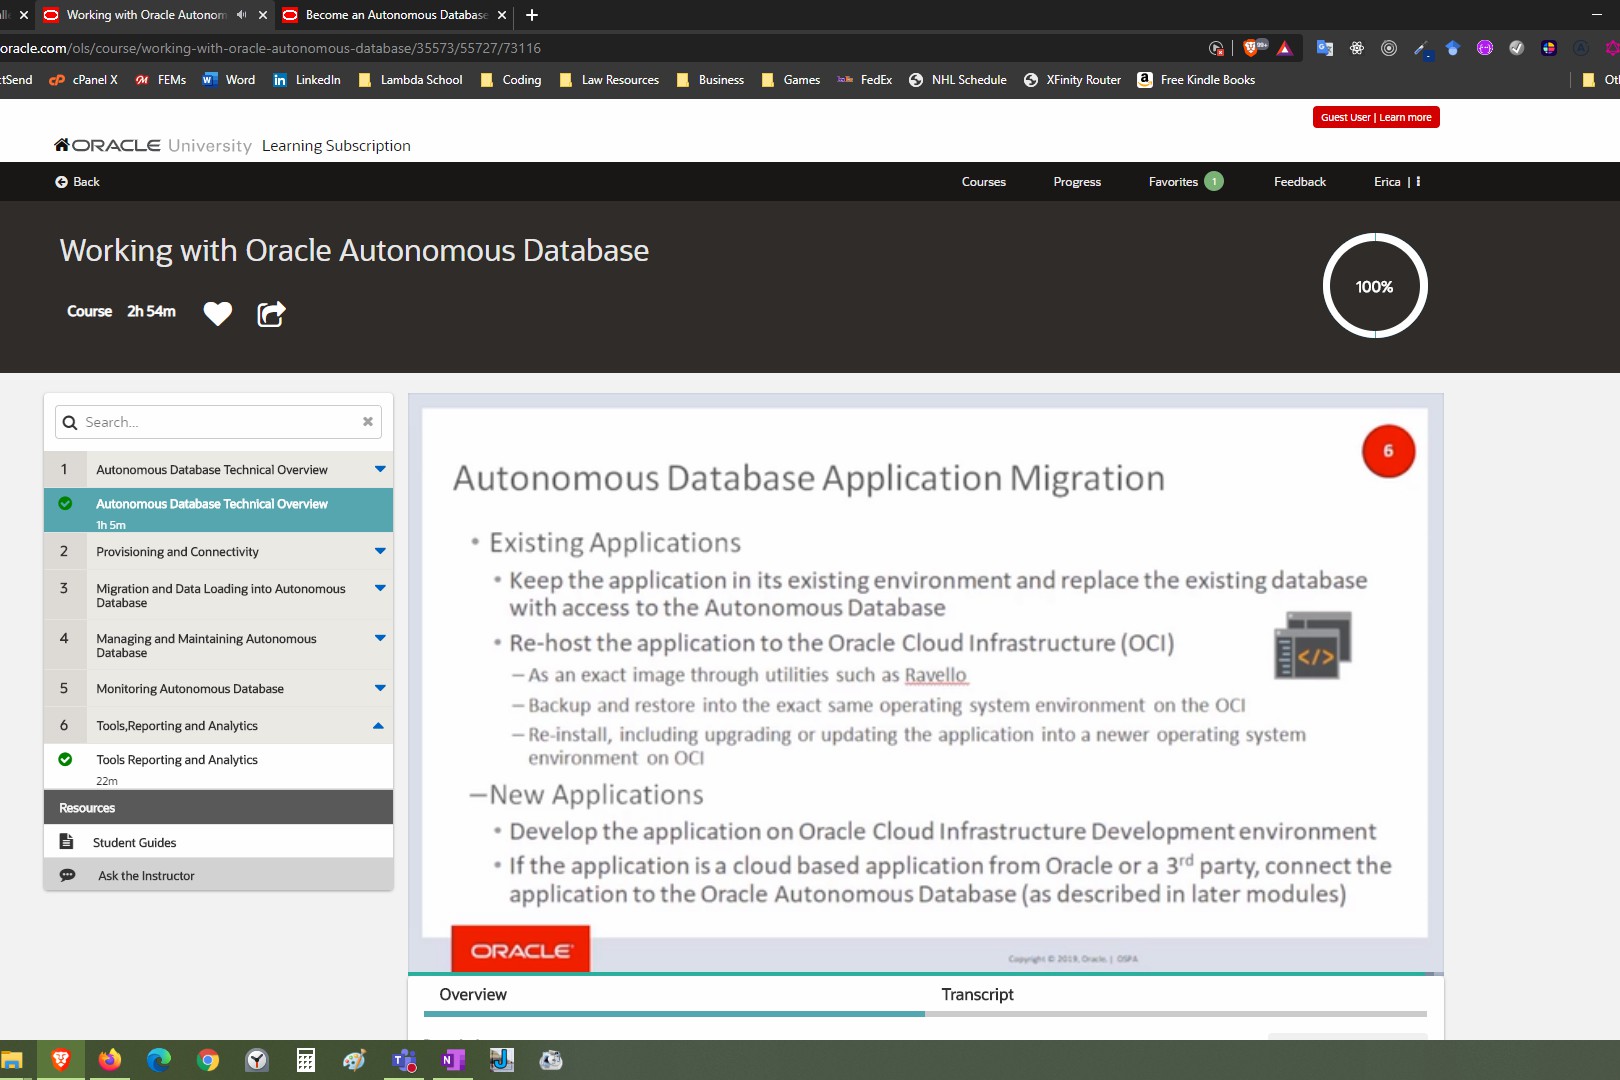 Working with Oracle Autonom
Become an Autonomous Database
oracle.com/ols/course/working-with-oracle-autonomous-database/35573/55727/73116
99+
ctSend
cPanel X
FEMs
Word
LinkedIn
Lambda School
Coding
Law Resources
Business
Games
FedEx
NHL Schedule
XFinity Router
Free Kindle Books
Guest User | Learn more
ORACLE University Learning Subscription
Back
Courses
Progress
Favorites 1
Feedback
Erica |
Working with Oracle Autonomous Database
Course 2h 54m
100%
Search...
1 Autonomous Database Technical Overview
Autonomous Database Technical Overview
1h 5m
2 Provisioning and Connectivity
3 Migration and Data Loading into Autonomous
Database
4 Managing and Maintaining Autonomous
Database
5 Monitoring Autonomous Database
6 Tools,Reporting and Analytics
Tools Reporting and Analytics
22m
Resources
Student Guides
Ask the Instructor
6
Autonomous Database Application Migration
• Existing Applications
• Keep the application in its existing environment and replace the existing database
with access to the Autonomous Database
• Re-host the application to the Oracle Cloud Infrastructure (OCI)
– As an exact image through utilities such as Ravello
– Backup and restore into the exact same operating system environment on the OCI
– Re-install, including upgrading or updating the application into a newer operating system
environment on OCI
</>
–New Applications
• Develop the application on Oracle Cloud Infrastructure Development environment
• If the application is a cloud based application from Oracle or a 3rd party, connect the
application to the Oracle Autonomous Database (as described in later modules)
ORACLE
Copyright © 2019, Oracle. | OSPA
Overview
Transcript